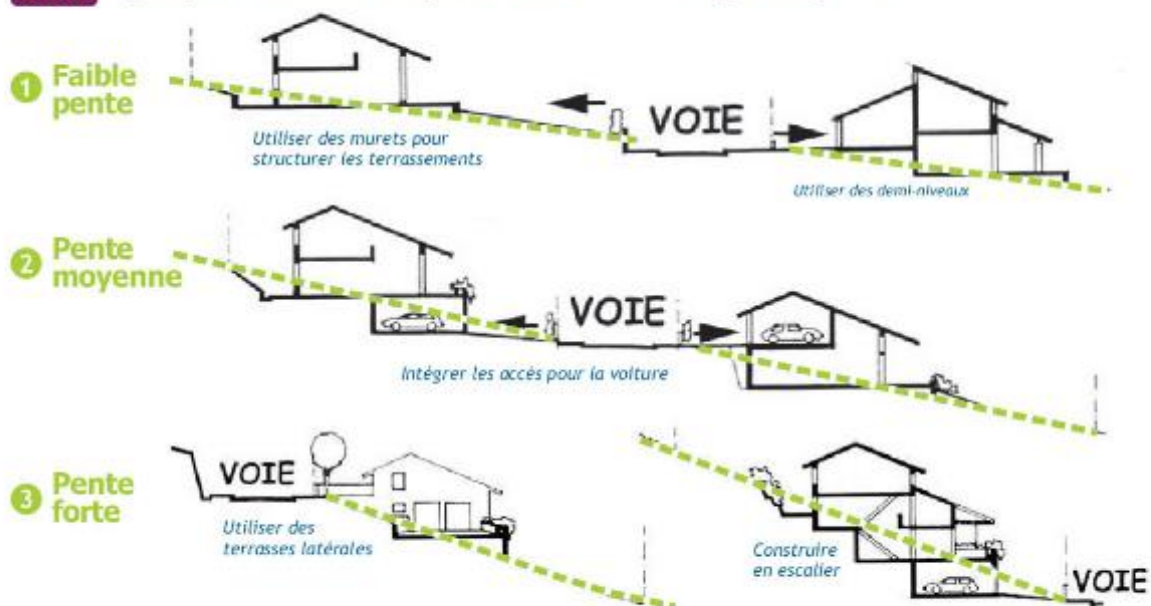 1 Faible
pente
VOIE
Utiliser des murets pour
structurer les terrassements
Utiliser des demi-niveaux
2 Pente
moyenne
VOIE
Intégrer les accés pour la voiture
3 Pente
forte
VOIE
Utiliser des
terrasses latérales
Construire
en escalier
VOIE